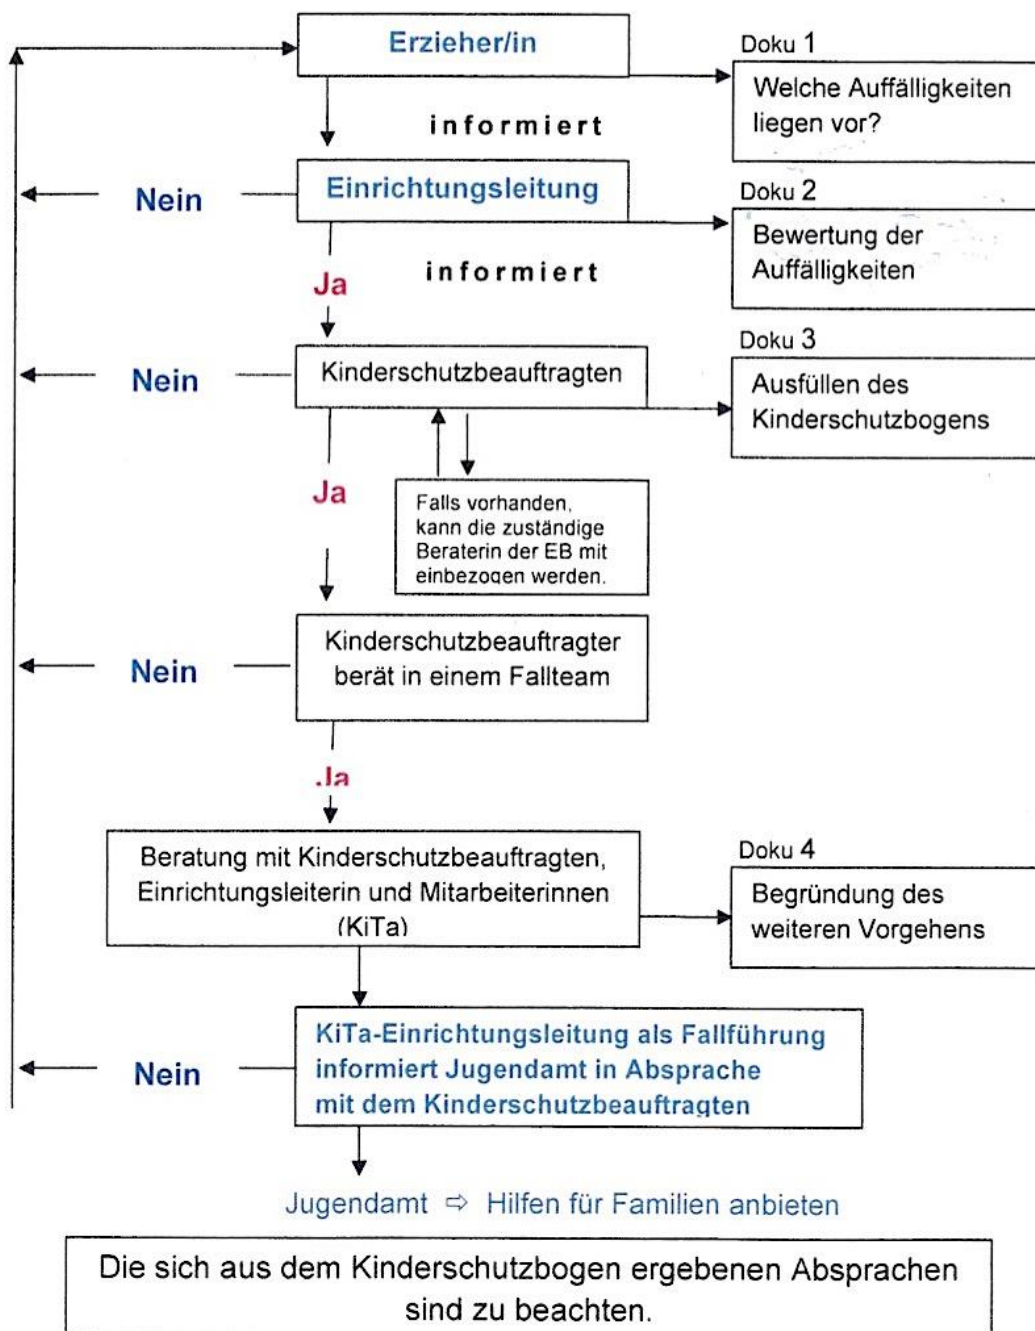 Erzieher/in
Doku 1
Welche Auffälligkeiten
liegen vor?
informiert
Nein
Einrichtungsleitung
Doku 2
Bewertung der
Auffälligkeiten
Ja
informiert
Nein
Kinderschutzbeauftragten
Doku 3
Ausfüllen des
Kinderschutzbogens
Ja
Falls vorhanden,
kann die zuständige
Beraterin der EB mit
einbezogen werden.
Nein
Kinderschutzbeauftragter
berät in einem Fallteam
Ja
Beratung mit Kinderschutzbeauftragten,
Einrichtungsleiterin und Mitarbeiterinnen
(KiTa)
Doku 4
Begründung des
weiteren Vorgehens
Nein
KiTa-Einrichtungsleitung als Fallführung
informiert Jugendamt in Absprache
mit dem Kinderschutzbeauftragten
Jugendamt ⇨ Hilfen für Familien anbieten
Die sich aus dem Kinderschutzbogen ergebenen Absprachen
sind zu beachten.